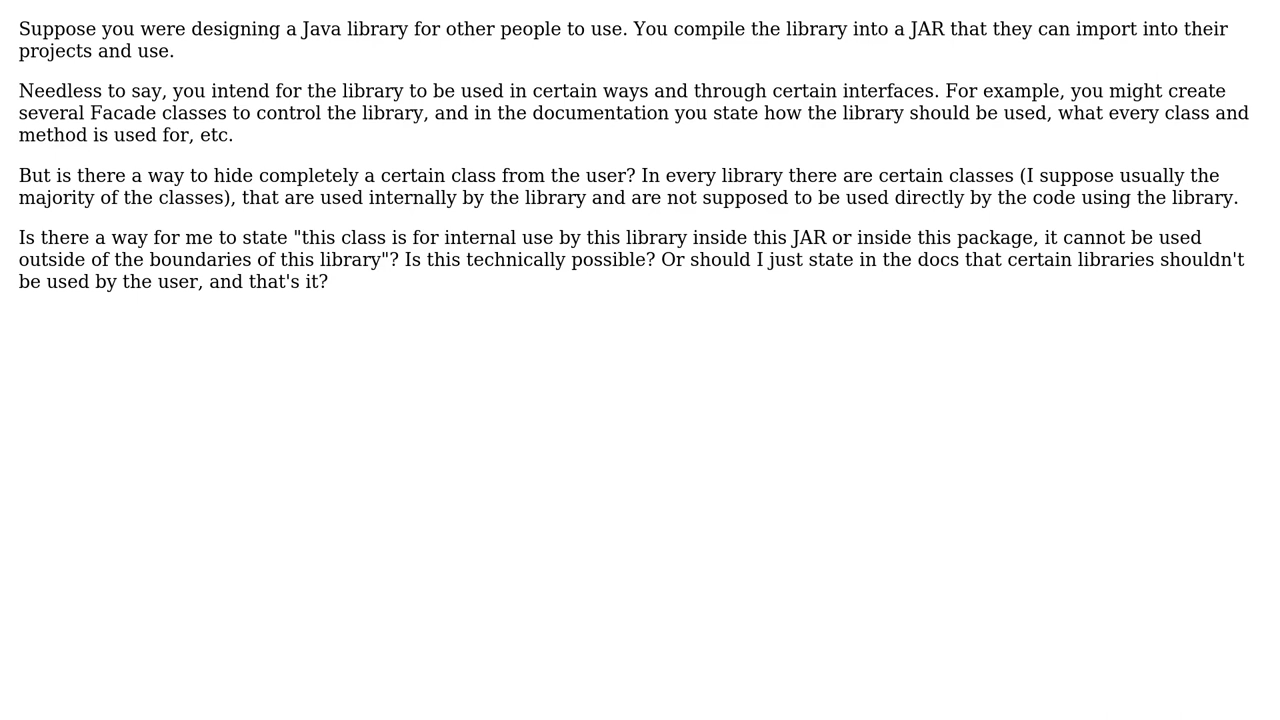 Suppose you were designing a Java library for other people to use. You compile the library into a JAR that they can import into their
projects and use.
Needless to say, you intend for the library to be used in certain ways and through certain interfaces. For example, you might create
several Facade classes to control the library, and in the documentation you state how the library should be used, what every class and
method is used for, etc.
But is there a way to hide completely a certain class from the user? In every library there are certain classes (I suppose usually the
majority of the classes), that are used internally by the library and are not supposed to be used directly by the code using the library.
Is there a way for me to state "this class is for internal use by this library inside this JAR or inside this package, it cannot be used
outside of the boundaries of this library"? Is this technically possible? Or should I just state in the docs that certain libraries shouldn't
be used by the user, and that's it?